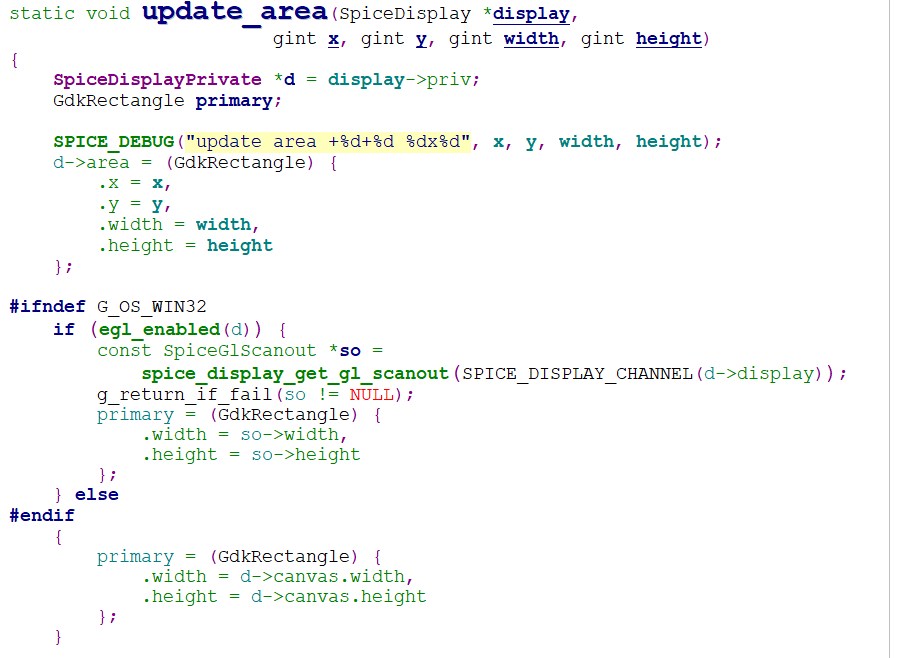 static void update_area(SpiceDisplay *display,
                        gint x, gint y, gint width, gint height)
{
    SpiceDisplayPrivate *d = display->priv;
    GdkRectangle primary;

    SPICE_DEBUG("update area +%d+%d %dx%d", x, y, width, height);
    d->area = (GdkRectangle) {
        .x = x,
        .y = y,
        .width = width,
        .height = height
    };

#ifndef G_OS_WIN32
    if (egl_enabled(d)) {
        const SpiceGlScanout *so =
            spice_display_get_gl_scanout(SPICE_DISPLAY_CHANNEL(d->display));
        g_return_if_fail(so != NULL);
        primary = (GdkRectangle) {
            .width = so->width,
            .height = so->height
        };
    } else
#endif
    {
        primary = (GdkRectangle) {
            .width = d->canvas.width,
            .height = d->canvas.height
        };
    }